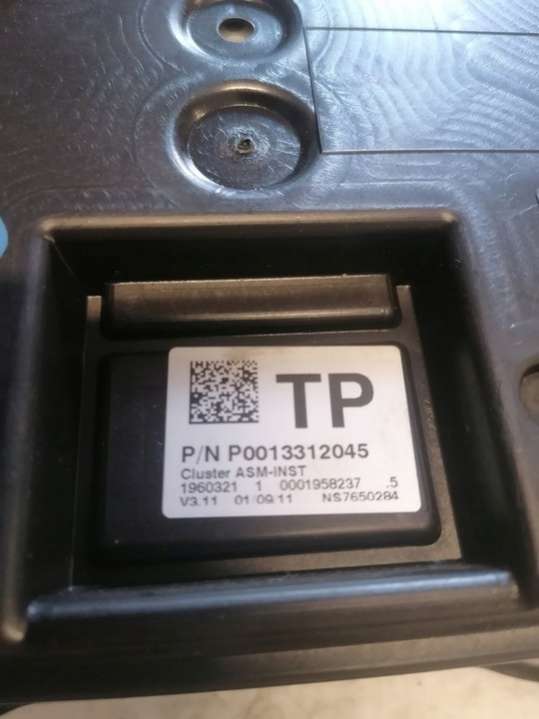 TP
P/N P0013312045
Cluster ASM-INST
1960321 1 0001958237 .5
V3.11 01/09.11 NS7650284